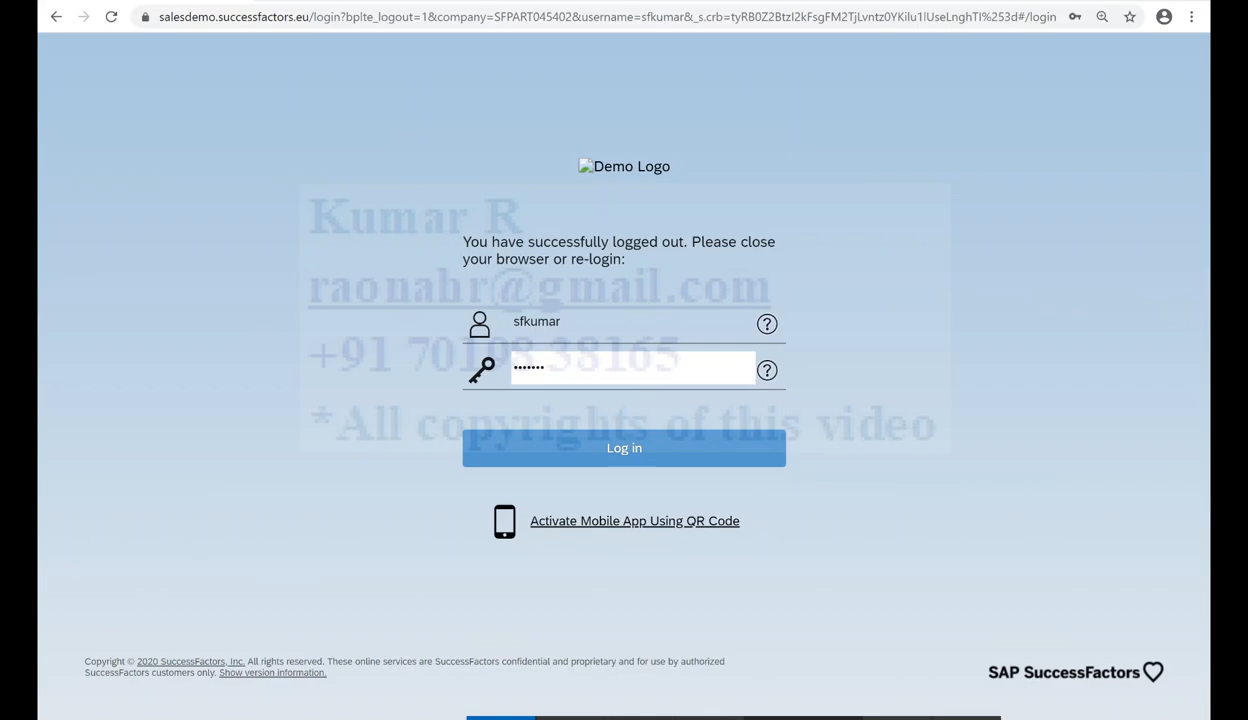 salesdemo.successfactors.eu/login?bplte_logout=1&company=SFPART045402&username=sfkumar&_s.crb=tyRB0Z2BtzI2kFsgFM2TjLvntz0YKilu1IUseLnghTI%253d#/login
Demo Logo
Kumar R
You have successfully logged out. Please close
your browser or re-login:
raonahr@gmail.com
sfkumar
?
+91 70198 38165
•••••••
?
*All copyrights of this video
Log in
Activate Mobile App Using QR Code
Copyright © 2020 SuccessFactors, Inc. All rights reserved. These online services are SuccessFactors confidential and proprietary and for use by authorized
SuccessFactors customers only. Show version information.
SAP SuccessFactors